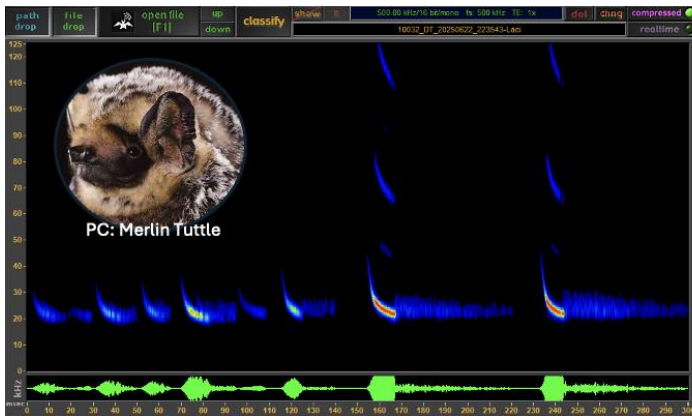 path drop
file drop
open file [F1]
up
down
classify
show
n
500.00 kHz/16 bit/mono fs: 500 kHz TE: 1x
del
chng
compressed
10032_DT_20250622_223543-Laci
realtime
125
120
110
100
90
80
70
60
50
40
30
20
10
0
PC: Merlin Tuttle
kHz
msec
0 10 20 30 40 50 60 70 80 90 100 110 120 130 140 150 160 170 180 190 200 210 220 230 240 250 260 270 280 290